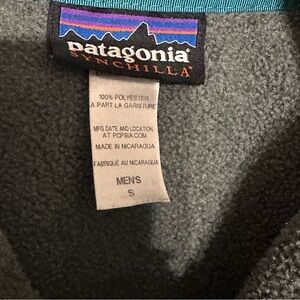 patagonia
SYNCHILLA
100% POLYESTER
A PART LA GARNITURE
MFG DATE AND LOCATION
AT POPSIA.COM
MADE IN NICARAGUA
FABRIQUÉ AU NICARAGUA
MEN'S
S